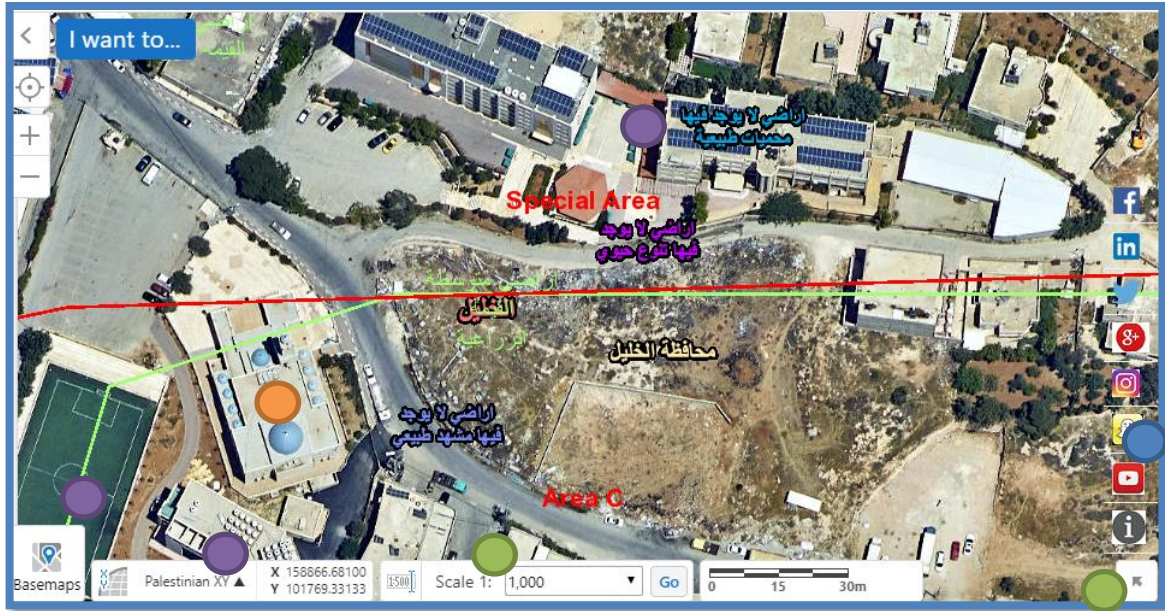 I want to...
اراضي
القيمة
اراضي لا يوجد فيها
محميات طبيعية
Special Area
اراضي لا يوجد
فيها تنوع حيوي
الخليل
الزراعية
محافظة الخليل
اراضي لا يوجد
فيها مشهد طبيعي
Area C
Basemaps
Palestinian XY ▲
X 158866.68100
Y 101769.33133
1:500
Scale 1:
1,000
Go
0 15 30m